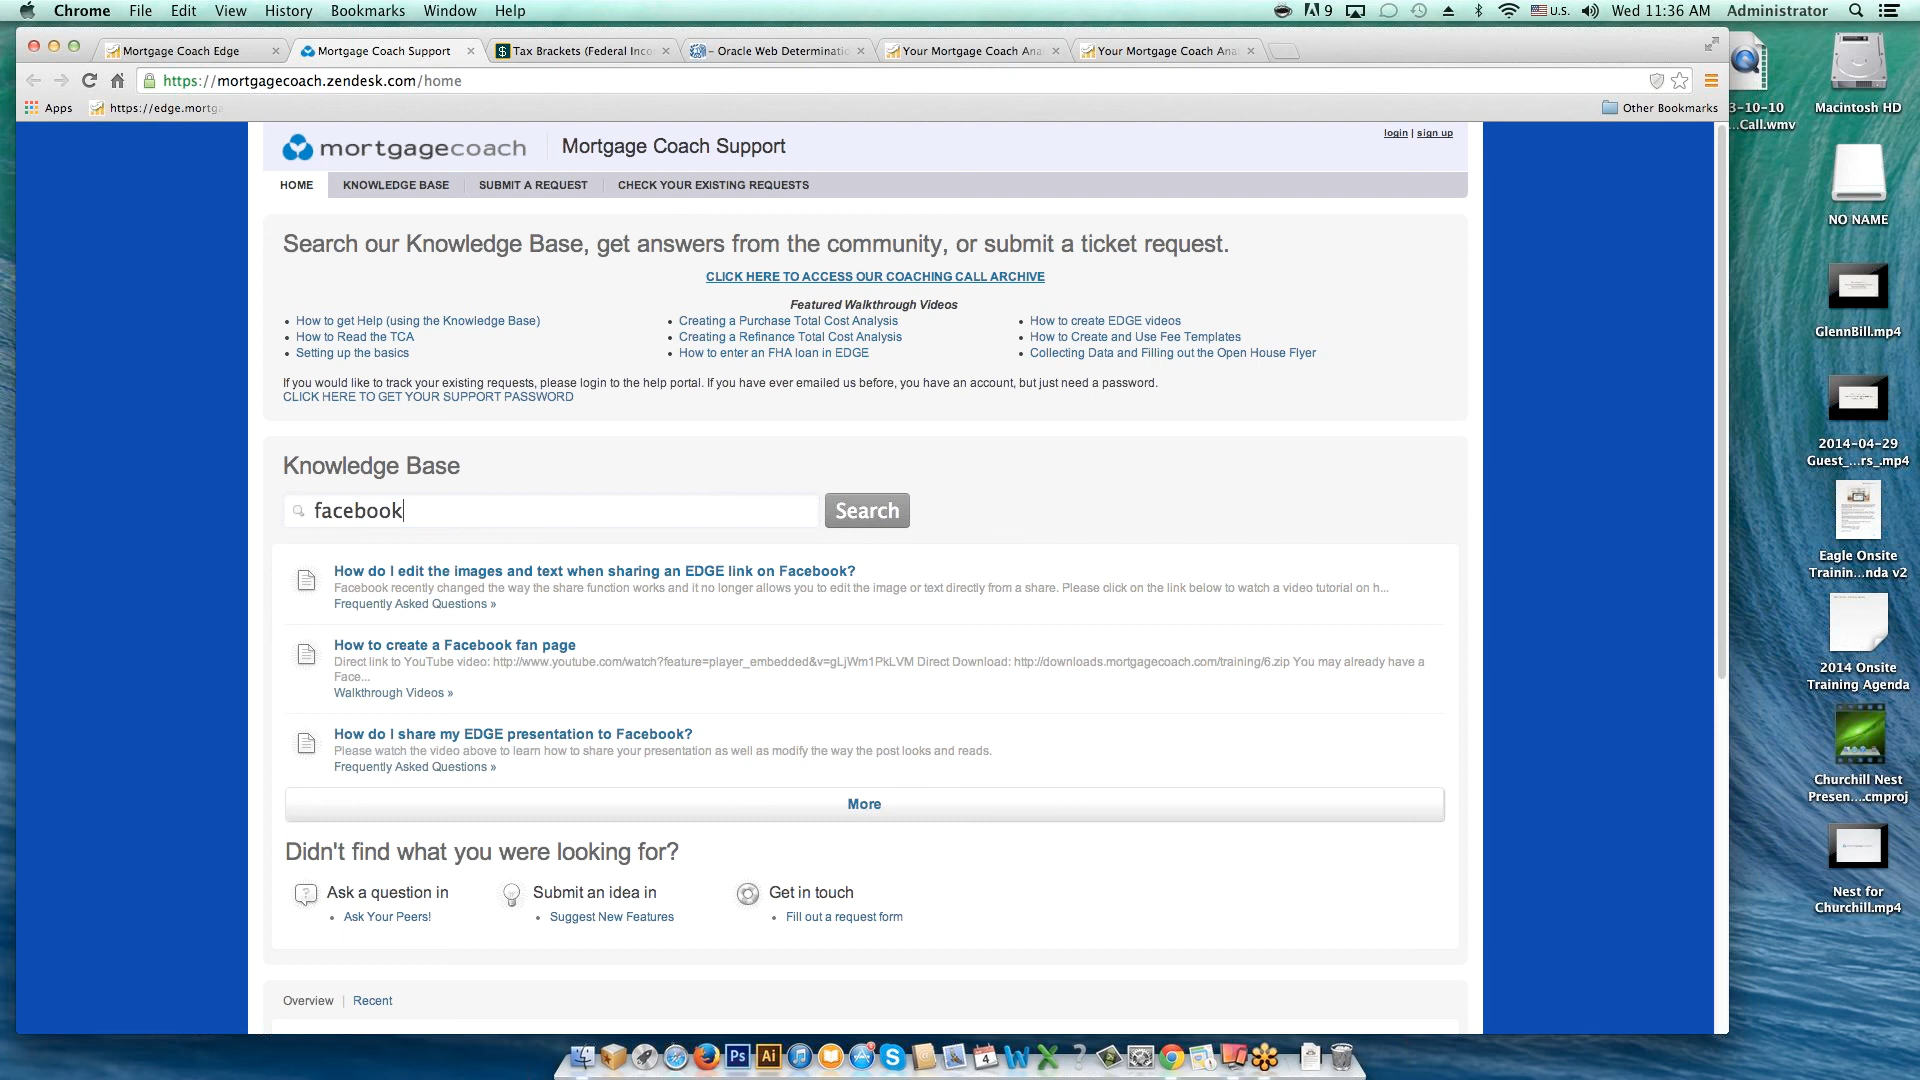 Chrome File Edit View History Bookmarks Window Help 9 U.S. Wed 11:36 AM Administrator
Mortgage Coach Edge Mortgage Coach Support Tax Brackets (Federal Inco - Oracle Web Determinatio Your Mortgage Coach Ana Your Mortgage Coach Ana
https://mortgagecoach.zendesk.com/home
Apps https://edge.mortga Other Bookmarks
mortgagecoach Mortgage Coach Support login | sign up
HOME KNOWLEDGE BASE SUBMIT A REQUEST CHECK YOUR EXISTING REQUESTS
Search our Knowledge Base, get answers from the community, or submit a ticket request.
CLICK HERE TO ACCESS OUR COACHING CALL ARCHIVE
Featured Walkthrough Videos
How to get Help (using the Knowledge Base)
How to Read the TCA
Setting up the basics
Creating a Purchase Total Cost Analysis
Creating a Refinance Total Cost Analysis
How to enter an FHA loan in EDGE
How to create EDGE videos
How to Create and Use Fee Templates
Collecting Data and Filling out the Open House Flyer
If you would like to track your existing requests, please login to the help portal. If you have ever emailed us before, you have an account, but just need a password.
CLICK HERE TO GET YOUR SUPPORT PASSWORD
Knowledge Base
facebook Search
How do I edit the images and text when sharing an EDGE link on Facebook?
Facebook recently changed the way the share function works and it no longer allows you to edit the image or text directly from a share. Please click on the link below to watch a video tutorial on h...
Frequently Asked Questions »
How to create a Facebook fan page
Direct link to YouTube video: http://www.youtube.com/watch?feature=player_embedded&v=gLjWm1PkLVM Direct Download: http://downloads.mortgagecoach.com/training/6.zip You may already have a
Face...
Walkthrough Videos »
How do I share my EDGE presentation to Facebook?
Please watch the video above to learn how to share your presentation as well as modify the way the post looks and reads.
Frequently Asked Questions »
More
Didn't find what you were looking for?
Ask a question in
Ask Your Peers!
Submit an idea in
Suggest New Features
Get in touch
Fill out a request form
Overview | Recent
3-10-10
...Call.wmv
Macintosh HD
NO NAME
GlennBill.mp4
2014-04-29
Guest_...rs_.mp4
Eagle Onsite
Trainin...nda v2
2014 Onsite
Training Agenda
Churchill Nest
Presen....cmproj
Nest for
Churchill.mp4
Ps Ai 4